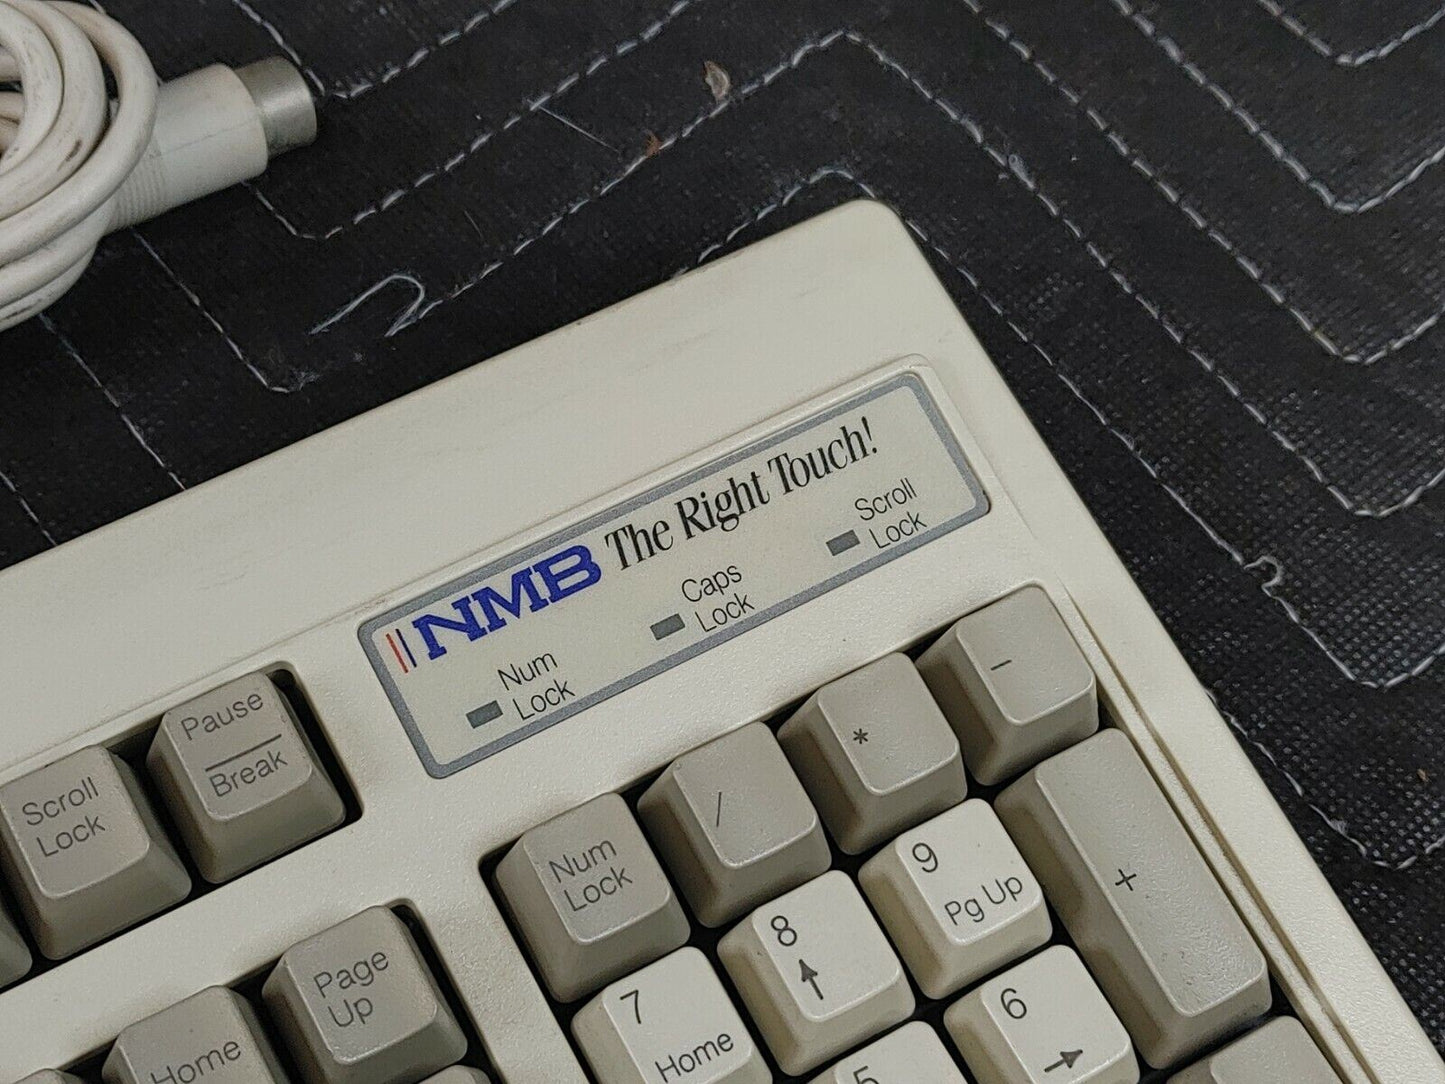 NMB The Right Touch!
Num
Lock
Caps
Lock
Scroll
Lock
Scroll
Lock
Pause
Break
Num
Lock
/
*
-
Page
Up
Home
7
Home
8
↑
9
Pg Up
+
5
6
→